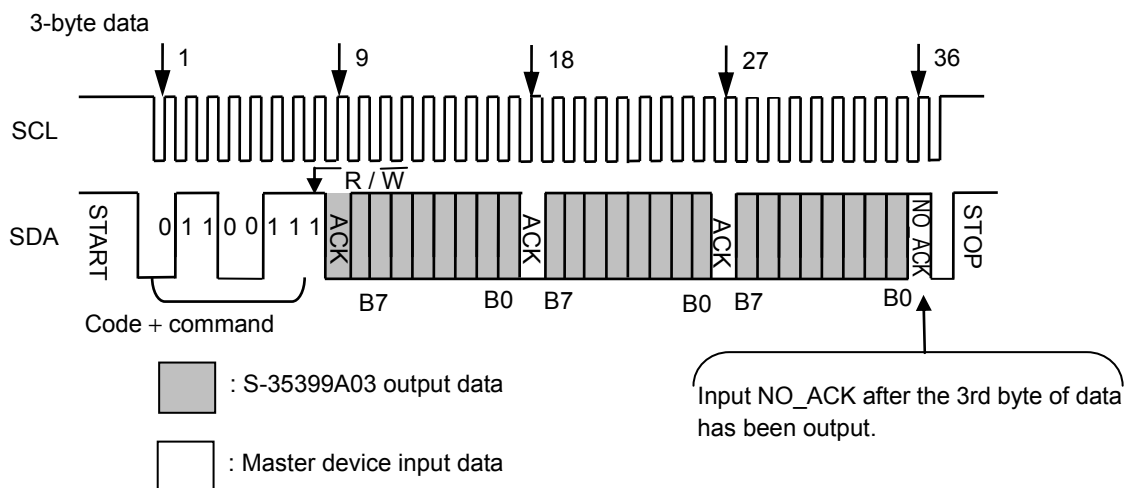 3-byte data
1 9 18 27 36
SCL
R / W
SDA START 0 1 1 0 0 1 1 1 ACK ACK ACK NO_ACK STOP
B7 B0 B7 B0 B7 B0
Code + command
: S-35399A03 output data
Input NO_ACK after the 3rd byte of data
has been output.
: Master device input data